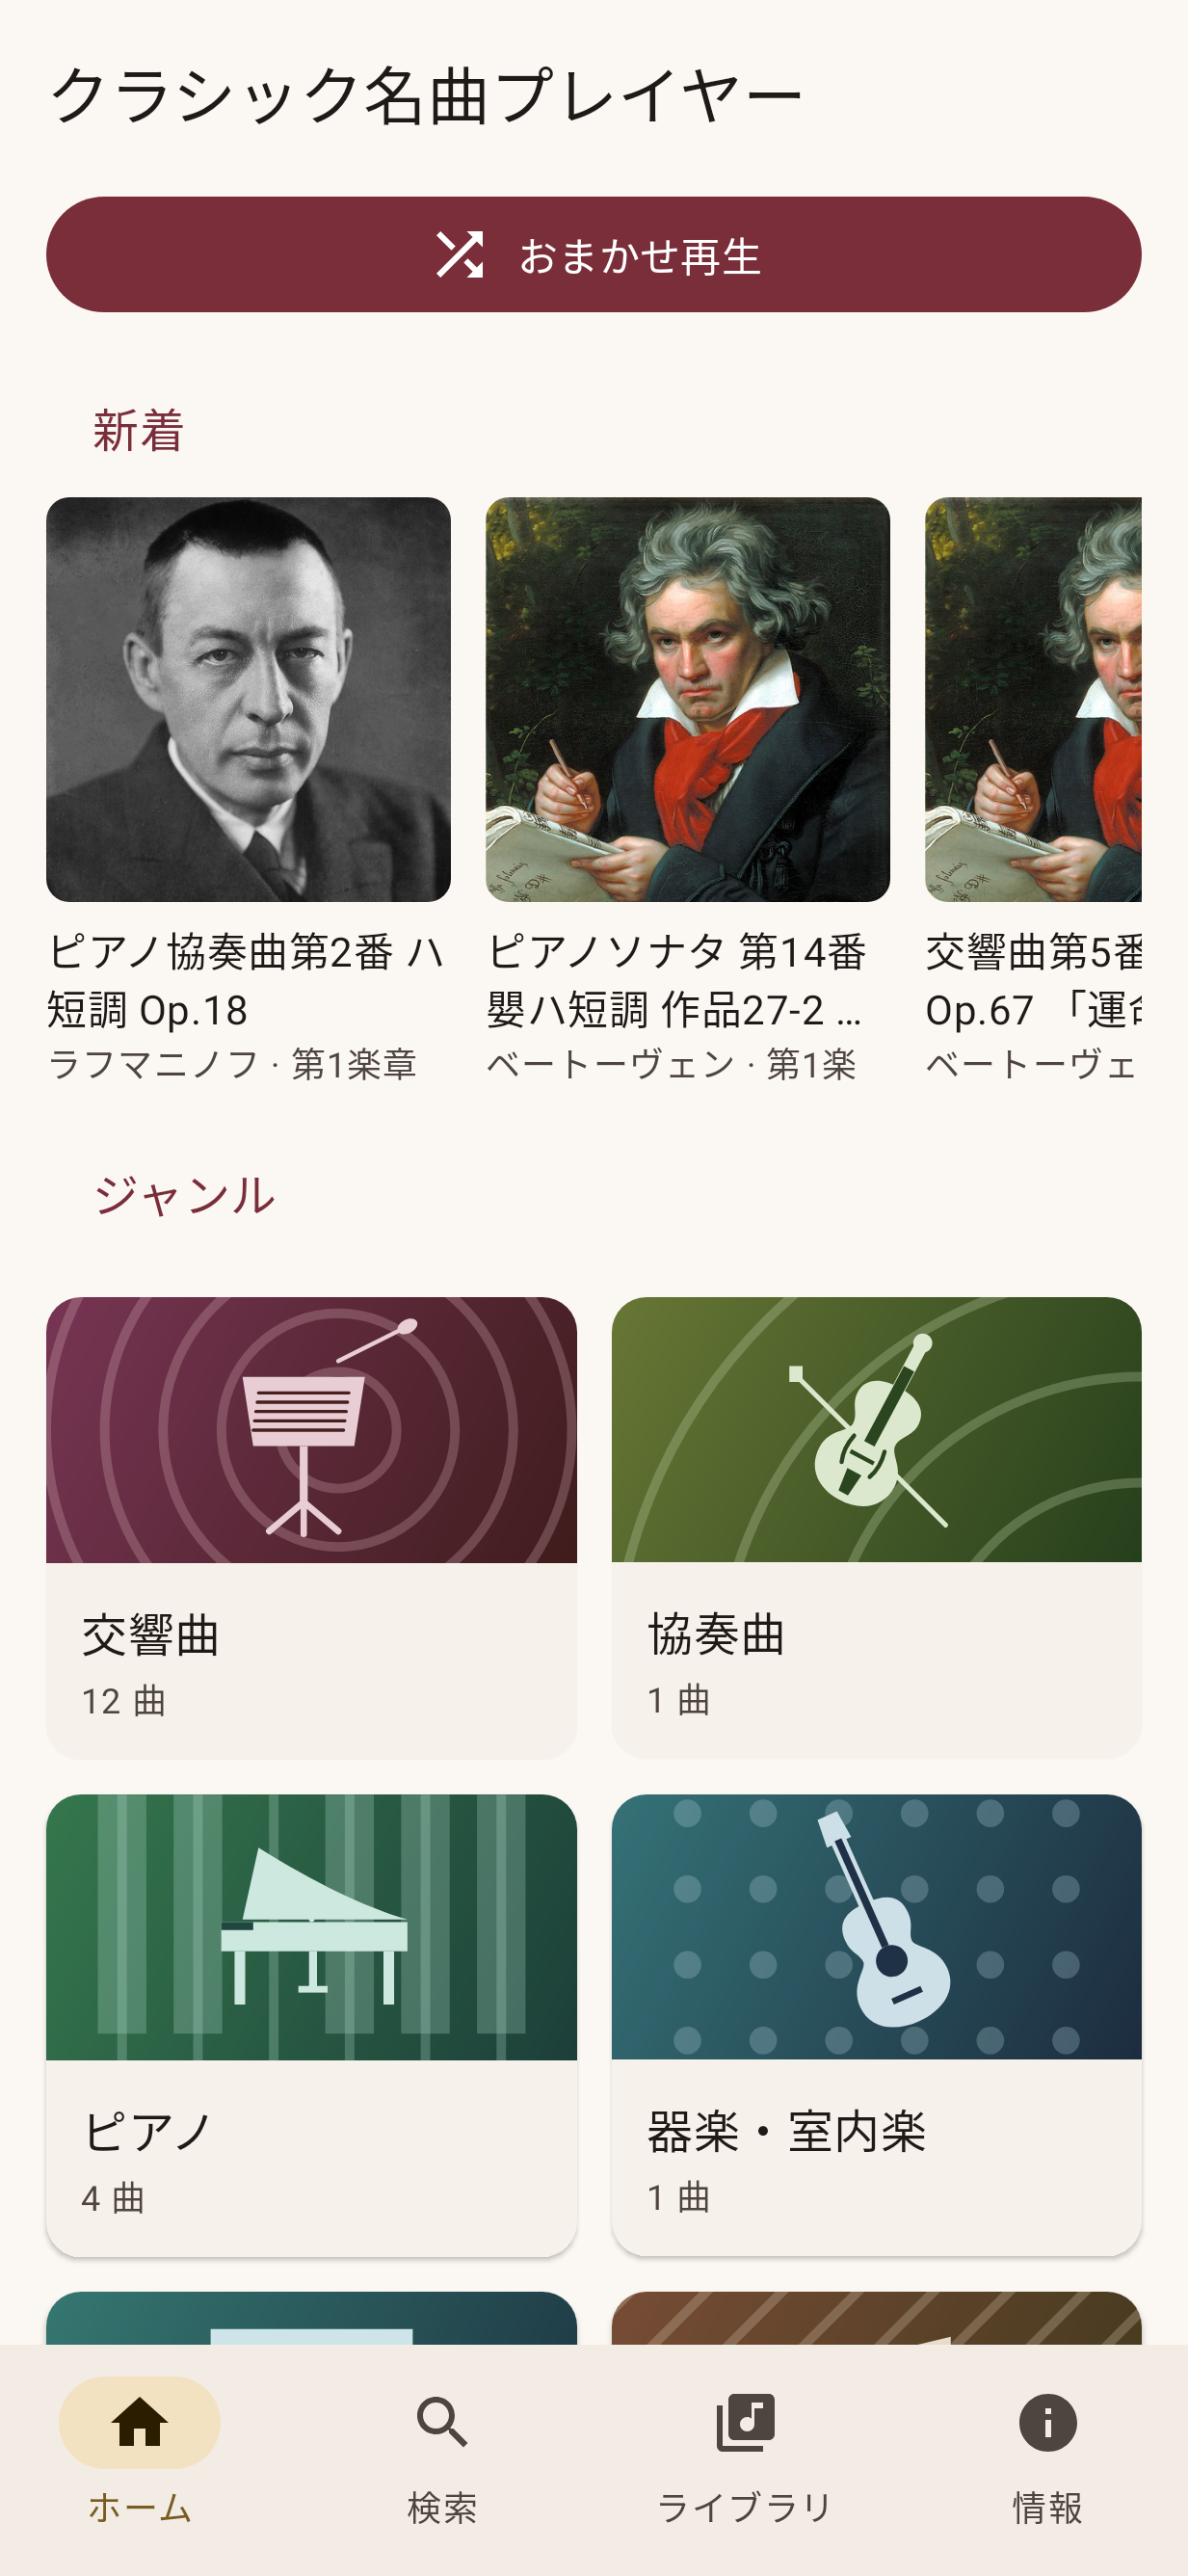 クラシック名曲プレイヤー
おまかせ再生
新着
ピアノ協奏曲第2番 ハ
短調 Op.18
ラフマニノフ · 第1楽章
ピアノソナタ 第14番
嬰ハ短調 作品27-2 …
ベートーヴェン · 第1楽
交響曲第5番
Op.67 「運命
ベートーヴェ
ジャンル
交響曲
12 曲
協奏曲
1 曲
ピアノ
4 曲
器楽・室内楽
1 曲
ホーム
検索
ライブラリ
情報